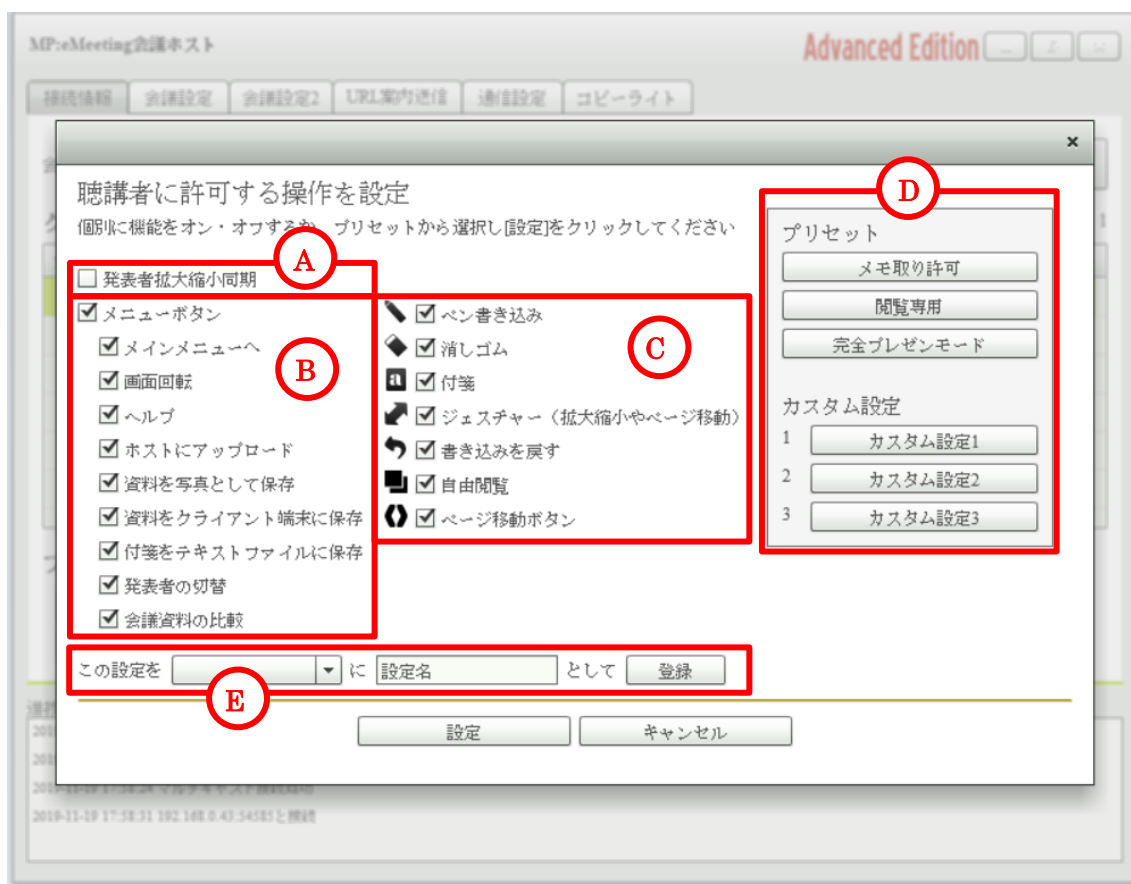 MP:eMeeting会議ホスト
Advanced Edition
接続情報 会議設定 会議設定2 URL案内送信 通信設定 コピーライト
×
聴講者に許可する操作を設定
個別に機能をオン・オフするか、プリセットから選択し[設定]をクリックしてください
A
発表者拡大縮小同期
B
メニューボタン
メインメニューへ
画面回転
ヘルプ
ホストにアップロード
資料を写真として保存
資料をクライアント端末に保存
付箋をテキストファイルに保存
発表者の切替
会議資料の比較
C
ペン書き込み
消しゴム
a 付箋
ジェスチャー（拡大縮小やページ移動）
書き込みを戻す
自由閲覧
ページ移動ボタン
D
プリセット
メモ取り許可
閲覧専用
完全プレゼンモード
カスタム設定
1 カスタム設定1
2 カスタム設定2
3 カスタム設定3
この設定を に 設定名 として 登録
E
設定 キャンセル
2019-11-19 17:58:31 192.168.0.43:54585と接続